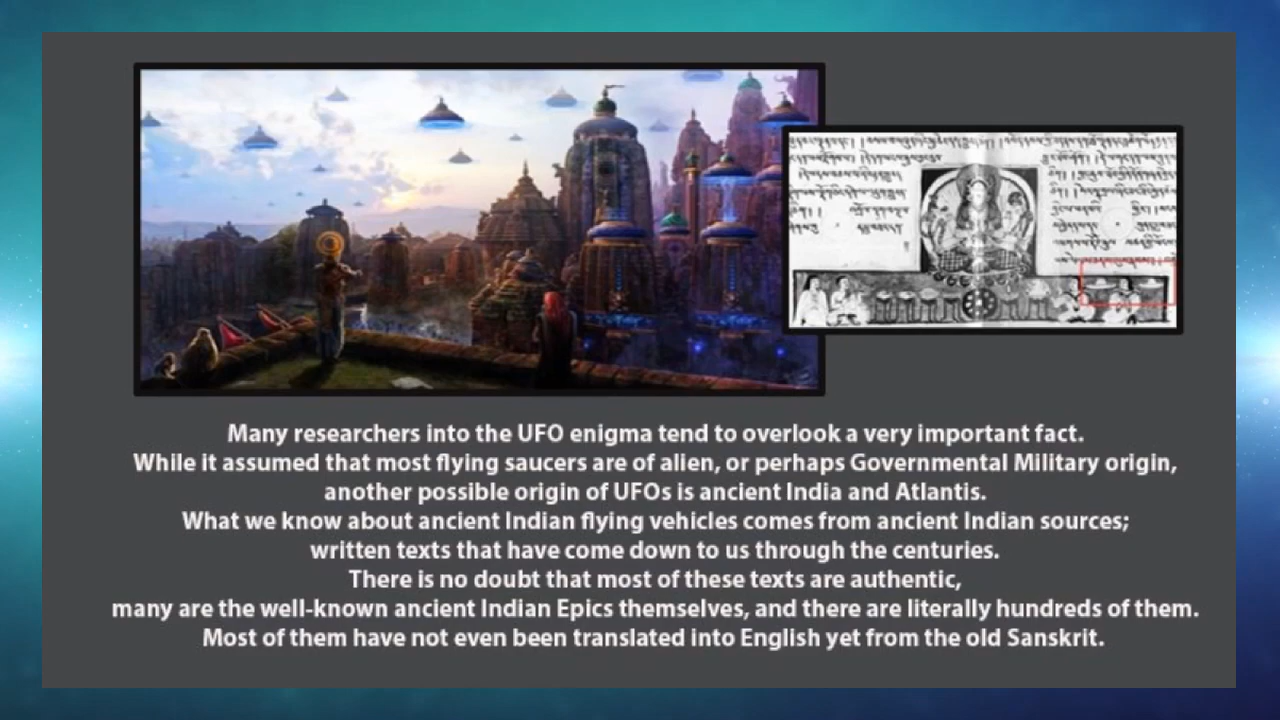 Many researchers into the UFO enigma tend to overlook a very important fact.
While it assumed that most flying saucers are of alien, or perhaps Governmental Military origin,
another possible origin of UFOs is ancient India and Atlantis.
What we know about ancient Indian flying vehicles comes from ancient Indian sources;
written texts that have come down to us through the centuries.
There is no doubt that most of these texts are authentic,
many are the well-known ancient Indian Epics themselves, and there are literally hundreds of them.
Most of them have not even been translated into English yet from the old Sanskrit.